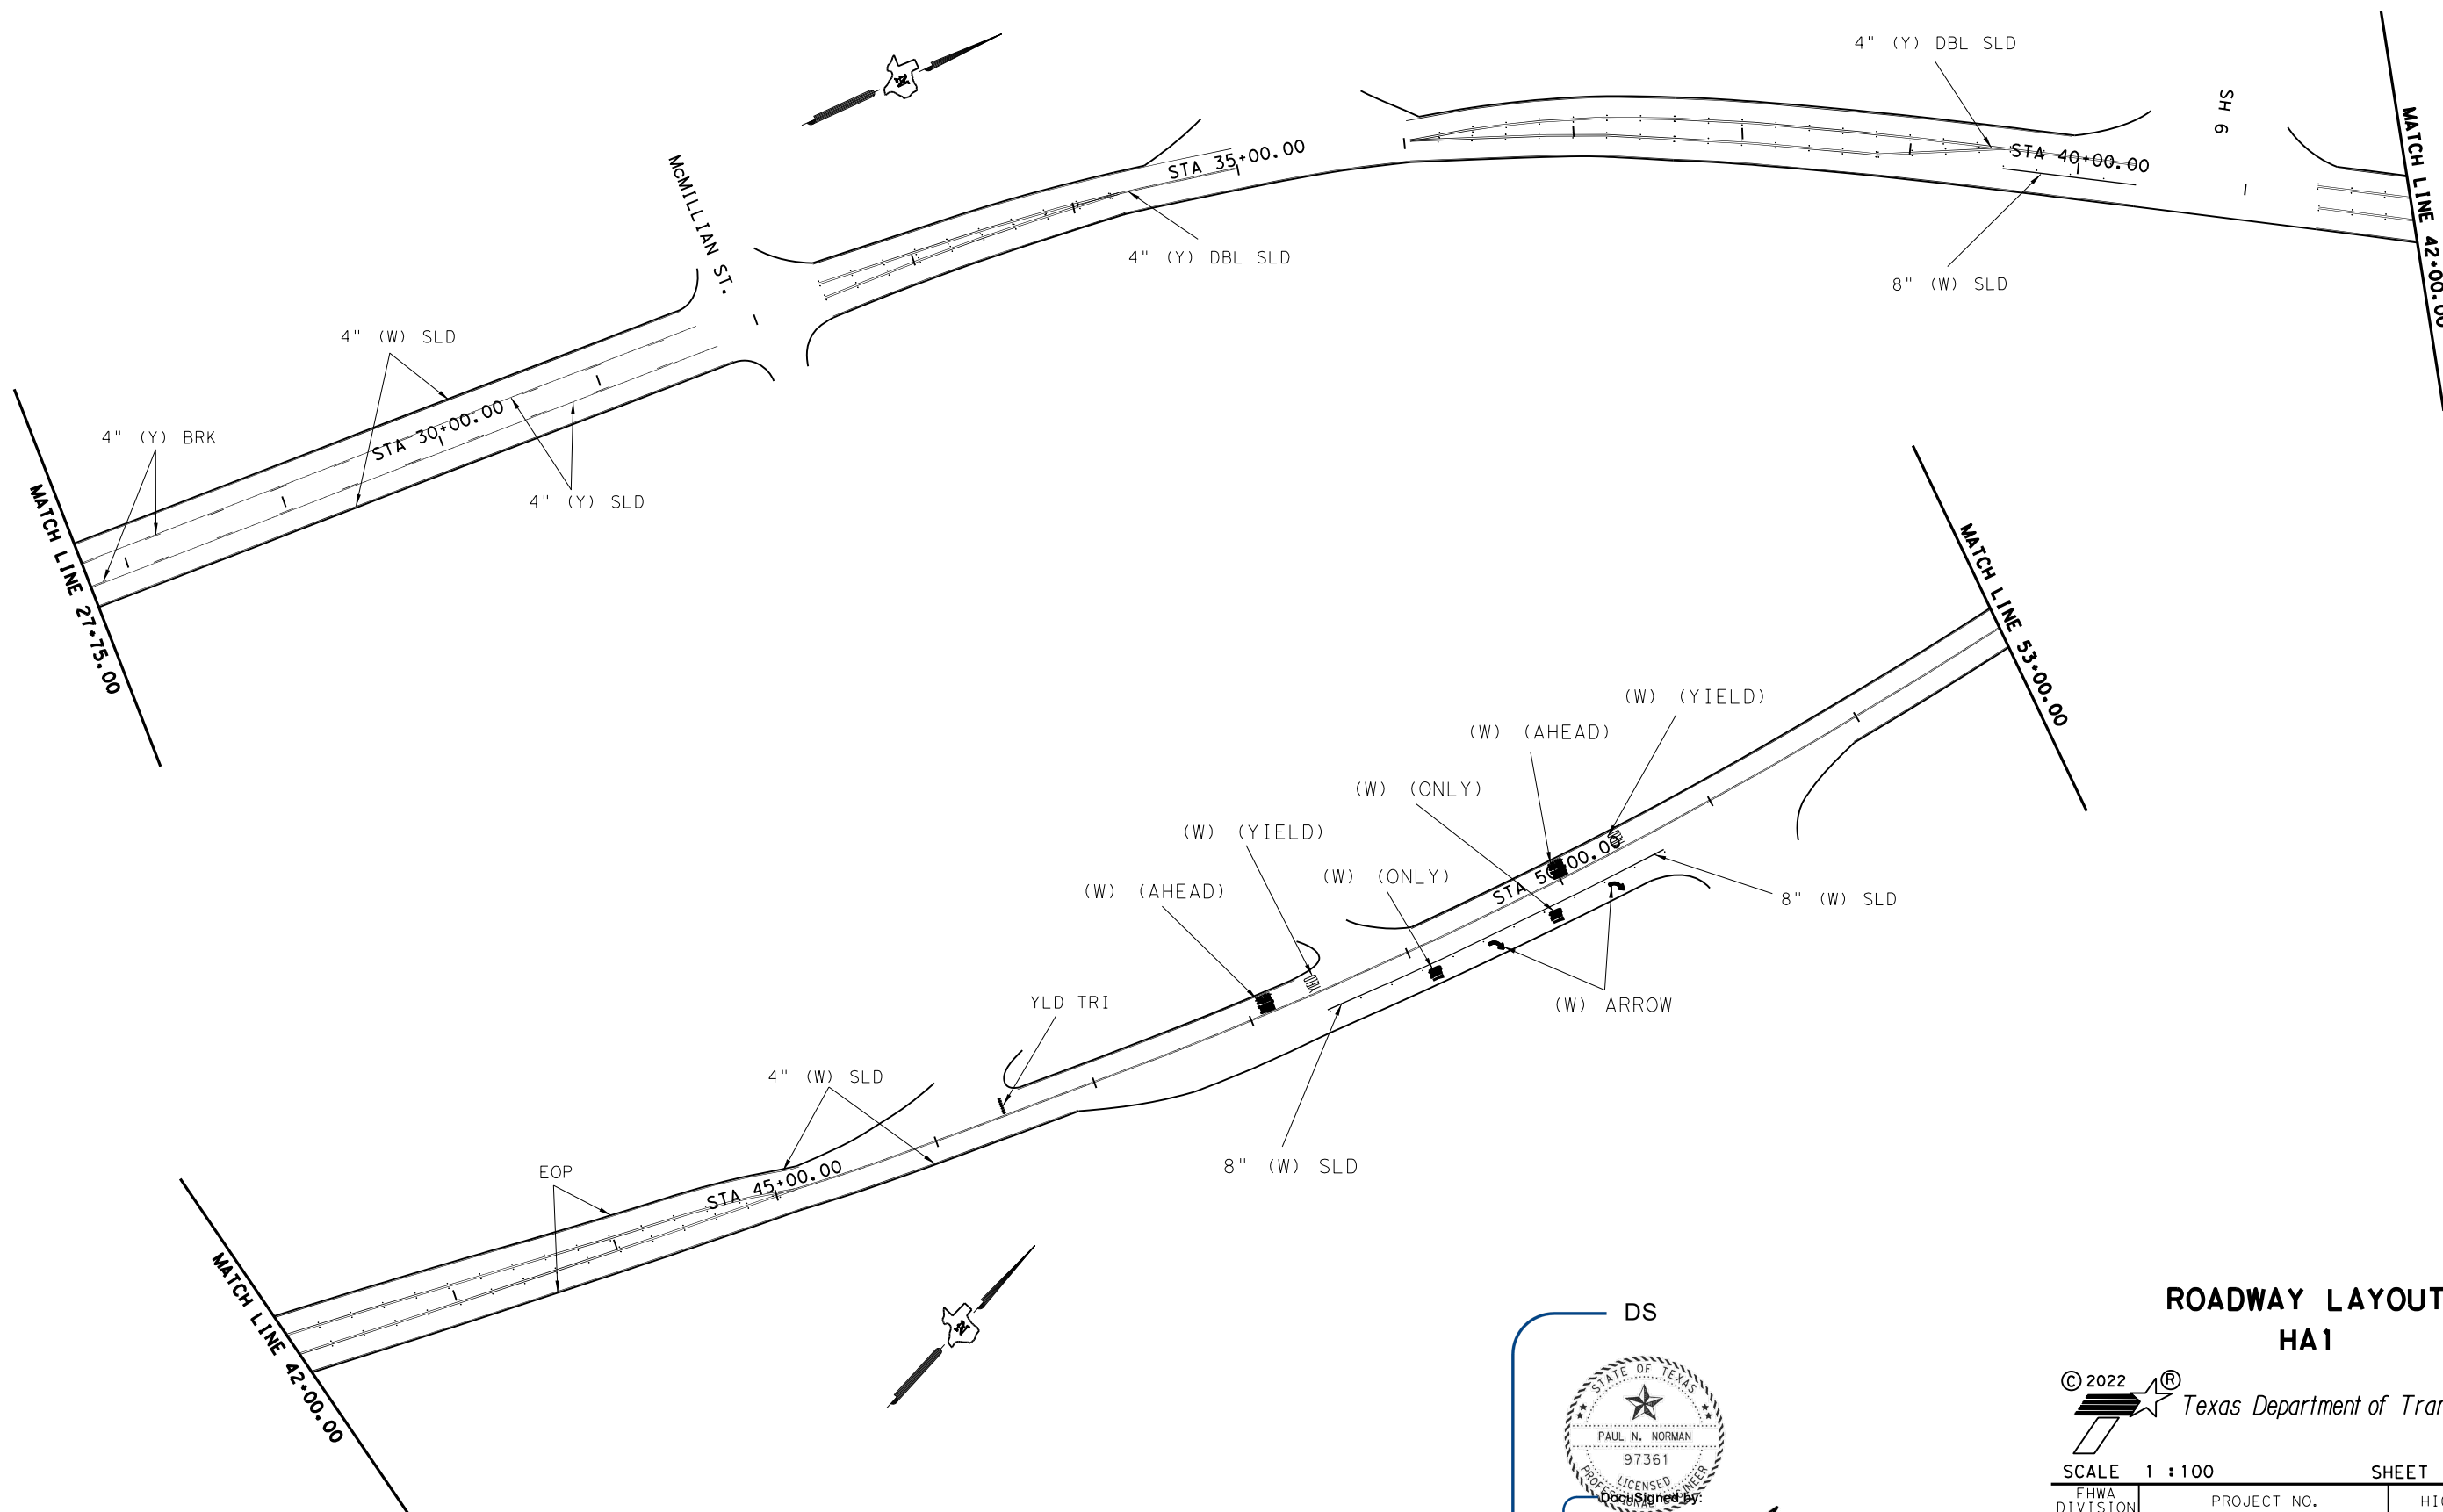 4" (Y) DBL SLD
SH 6
MATCH LINE 42+00.00
STA 35+00.00
STA 40+00.00
McMILLIAN ST.
4" (Y) DBL SLD
8" (W) SLD
4" (W) SLD
STA 30+00.00
4" (Y) BRK
4" (Y) SLD
MATCH LINE 27+75.00
MATCH LINE 53+00.00
(W) (YIELD)
(W) (AHEAD)
(W) (ONLY)
(W) (YIELD)
(W) (ONLY)
(W) (AHEAD)
8" (W) SLD
YLD TRI
(W) ARROW
4" (W) SLD
8" (W) SLD
EOP
STA 45+00.00
MATCH LINE 42+00.00
DS
STATE OF TEXAS
PAUL N. NORMAN
97361
LICENSED
PROFESSIONAL ENGINEER
DocuSigned by:
ROADWAY LAYOUT
HA1
© 2022 ®
Texas Department of Tran
SCALE 1 :100 SHEET
FHWA
DIVISION
PROJECT NO.
HIG